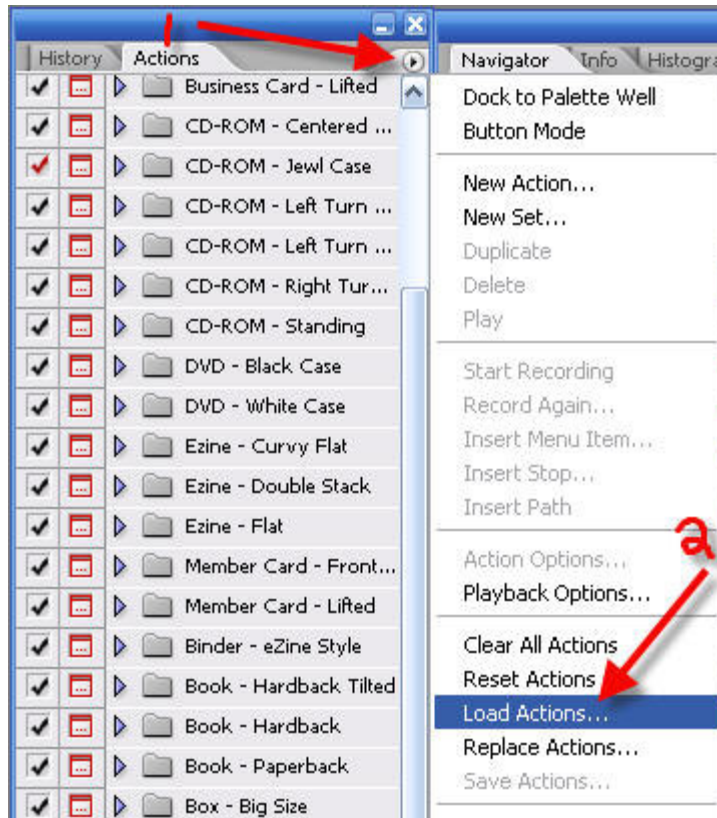 1
History
Actions
Business Card - Lifted
CD-ROM - Centered ...
CD-ROM - Jewl Case
CD-ROM - Left Turn ...
CD-ROM - Left Turn ...
CD-ROM - Right Tur...
CD-ROM - Standing
DVD - Black Case
DVD - White Case
Ezine - Curvy Flat
Ezine - Double Stack
Ezine - Flat
Member Card - Front...
Member Card - Lifted
Binder - eZine Style
Book - Hardback Tilted
Book - Hardback
Book - Paperback
Box - Big Size
Navigator
Info
Histogra
Dock to Palette Well
Button Mode
New Action...
New Set...
Duplicate
Delete
Play
Start Recording
Record Again...
Insert Menu Item...
Insert Stop...
Insert Path
2
Action Options...
Playback Options...
Clear All Actions
Reset Actions
Load Actions...
Replace Actions...
Save Actions...